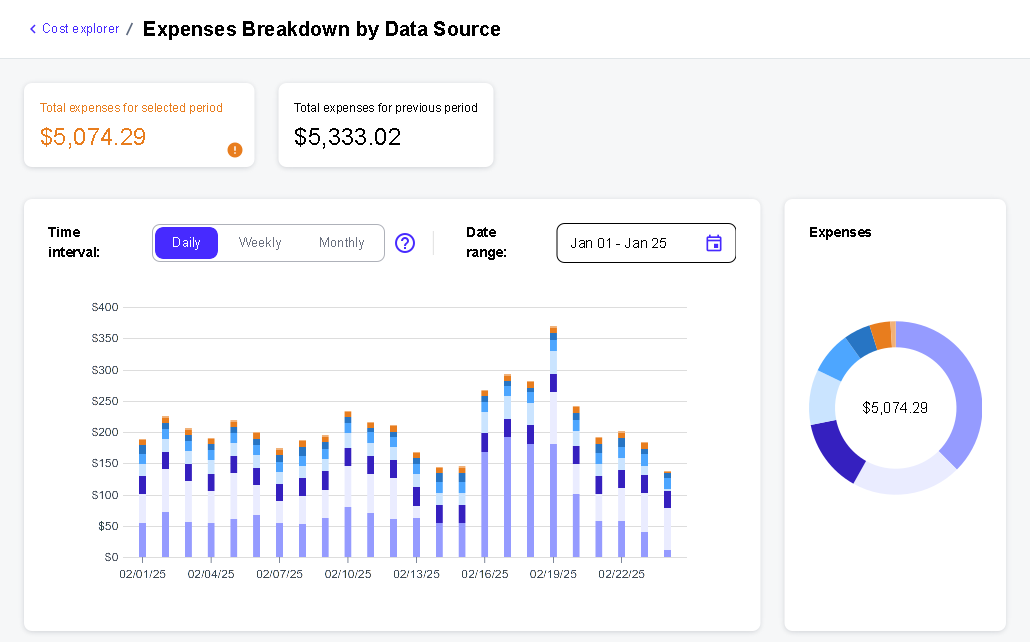 Cost explorer / Expenses Breakdown by Data Source
Total expenses for selected period
$5,074.29
Total expenses for previous period
$5,333.02
Time
interval:
Daily
Weekly
Monthly
Date
range:
Jan 01 - Jan 25
$400
$350
$300
$250
$200
$150
$100
$50
$0
02/01/25
02/04/25
02/07/25
02/10/25
02/13/25
02/16/25
02/19/25
02/22/25
Expenses
$5,074.29